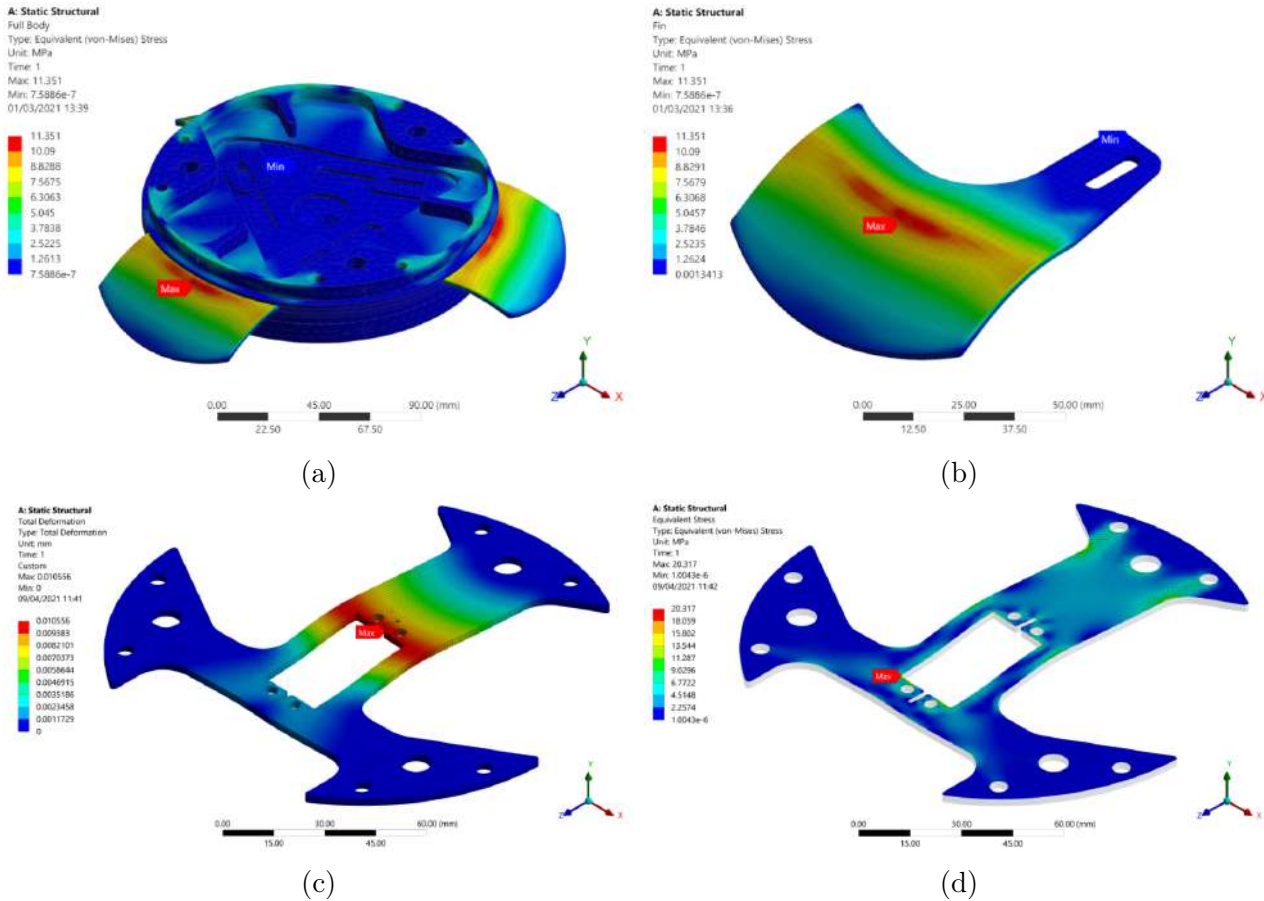 A: Static Structural
Full Body
Type: Equivalent (von-Mises) Stress
Unit: MPa
Time: 1
Max: 11.351
Min: 7.5886e-7
01/03/2021 13:39
11.351
10.09
8.8288
7.5675
6.3063
5.045
3.7838
2.5225
1.2613
7.5886e-7
Min
Max
Y
Z
X
0.00 45.00 90.00 (mm)
22.50 67.50
(a)
A: Static Structural
Fin
Type: Equivalent (von-Mises) Stress
Unit: MPa
Time: 1
Max: 11.351
Min: 7.5886e-7
01/03/2021 13:36
11.351
10.09
8.8291
7.5679
6.3068
5.0457
3.7846
2.5235
1.2624
0.0013413
Min
Max
Y
Z
X
0.00 25.00 50.00 (mm)
12.50 37.50
(b)
A: Static Structural
Total Deformation
Type: Total Deformation
Unit: mm
Time: 1
Custom
Max: 0.010556
Min: 0
09/04/2021 11:41
0.010556
0.009383
0.0082101
0.0070373
0.0058644
0.0046915
0.0035186
0.0023458
0.0011729
0
Max
Y
Z
X
0.00 30.00 60.00 (mm)
15.00 45.00
(c)
A: Static Structural
Equivalent Stress
Type: Equivalent (von-Mises) Stress
Unit: MPa
Time: 1
Max: 20.317
Min: 1.0043e-6
09/04/2021 11:42
20.317
18.059
15.802
13.544
11.287
9.0296
6.7722
4.5148
2.2574
1.0043e-6
Max
Y
Z
X
0.00 30.00 60.00 (mm)
15.00 45.00
(d)